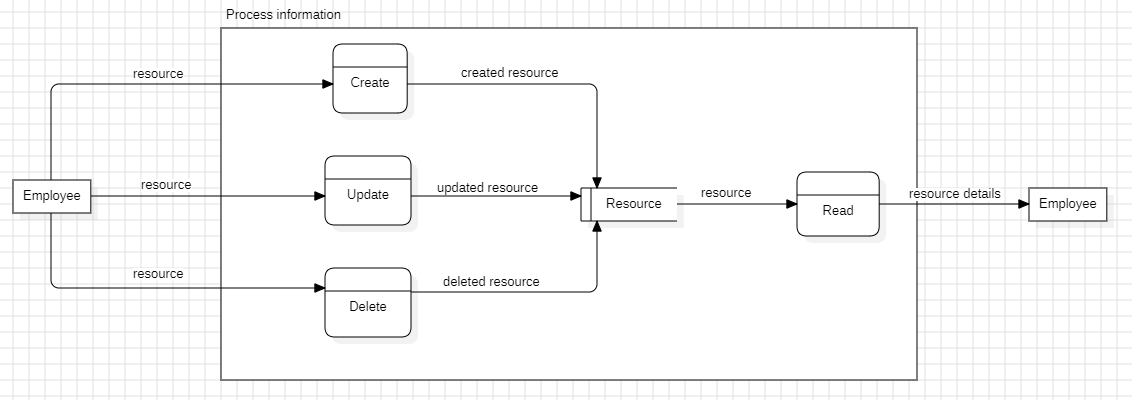 Process information
resource
Create
created resource
Employee
resource
Update
updated resource
Resource
resource
Read
resource details
Employee
resource
Delete
deleted resource